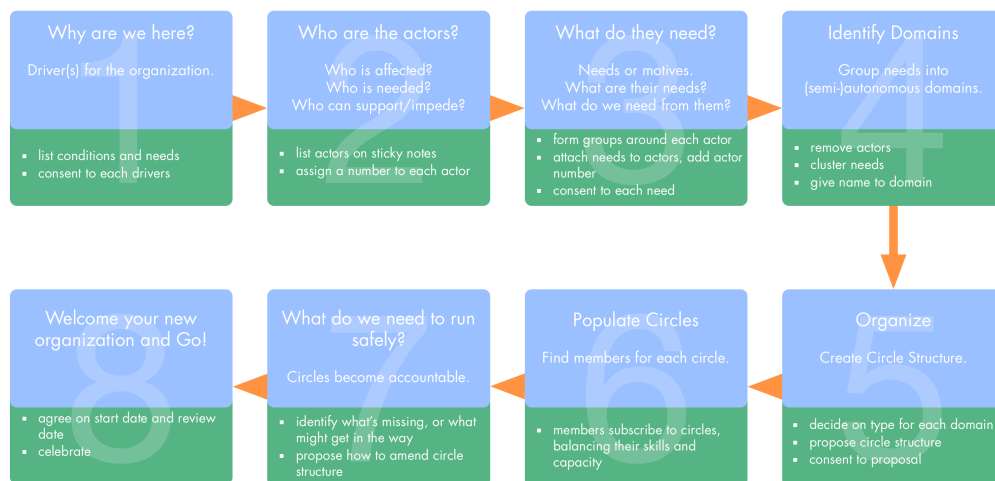 1
Why are we here?
Driver(s) for the organization.
▪ list conditions and needs
▪ consent to each drivers
2
Who are the actors?
Who is affected?
Who is needed?
Who can support/impede?
▪ list actors on sticky notes
▪ assign a number to each actor
3
What do they need?
Needs or motives.
What are their needs?
What do we need from them?
▪ form groups around each actor
▪ attach needs to actors, add actor
number
▪ consent to each need
4
Identify Domains
Group needs into
(semi-)autonomous domains.
▪ remove actors
▪ cluster needs
▪ give name to domain
5
Organize
Create Circle Structure.
▪ decide on type for each domain
▪ propose circle structure
▪ consent to proposal
6
Populate Circles
Find members for each circle.
▪ members subscribe to circles,
balancing their skills and
capacity
7
What do we need to run
safely?
Circles become accountable.
▪ identify what's missing, or what
might get in the way
▪ propose how to amend circle
structure
8
Welcome your new
organization and Go!
▪ agree on start date and review
date
▪ celebrate